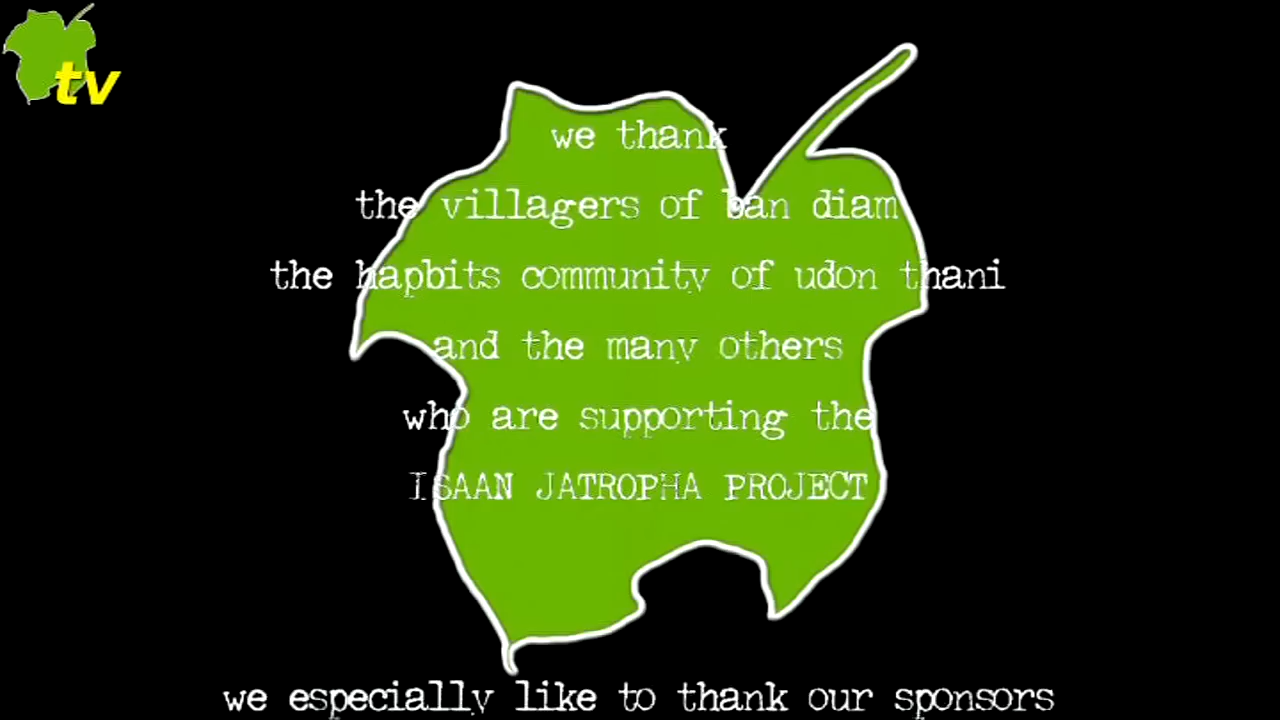 tv
we thank
the villagers of ban diam
the hapbits community of udon thani
and the many others
who are supporting the
ISAAN JATROPHA PROJECT
we especially like to thank our sponsors